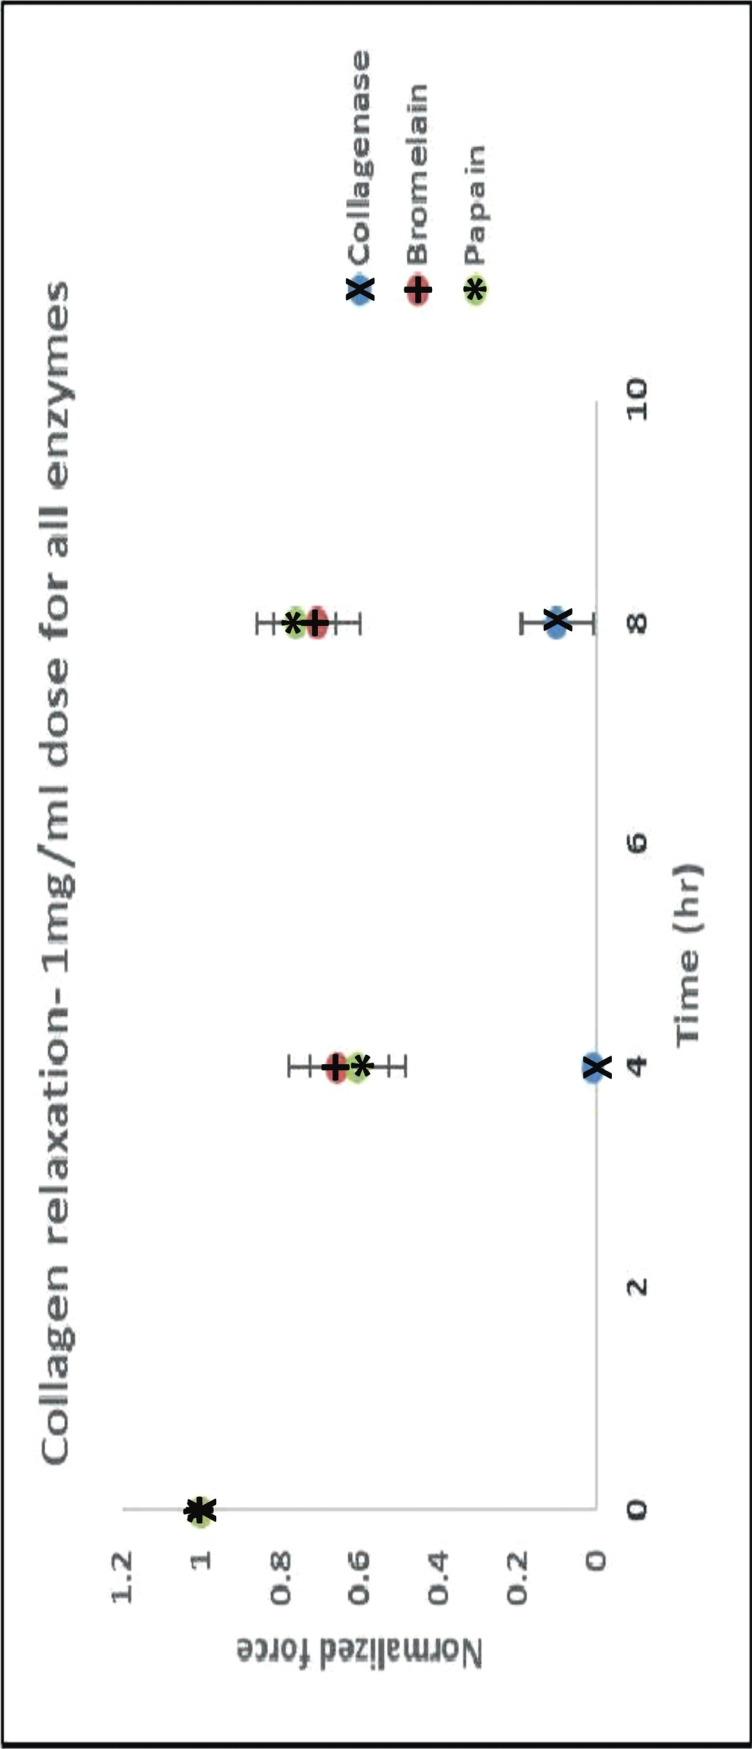 Collagen relaxation- 1mg/ml dose for all enzymes
1.2
1
0.8
0.6
0.4
0.2
0
Normalized force
0
2
4
6
8
10
Time (hr)
Collagenase
Bromelain
Papain